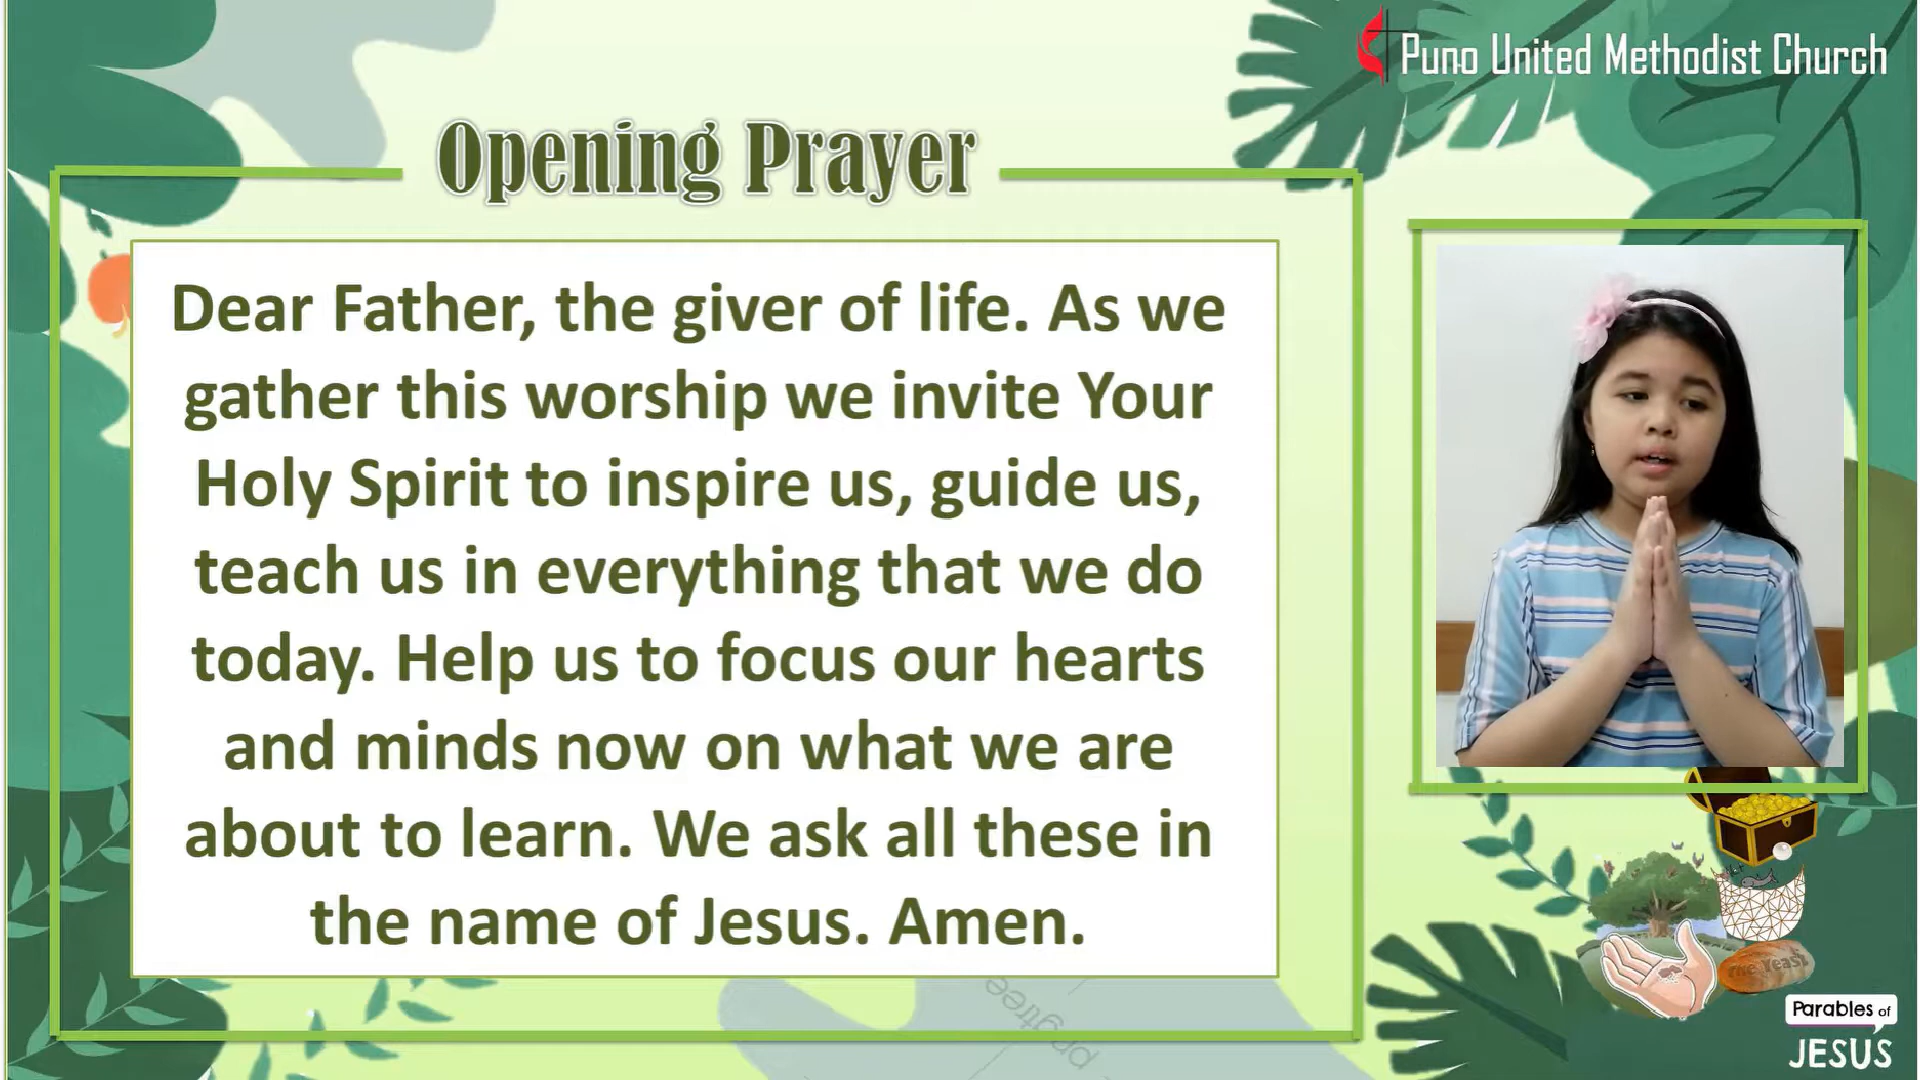 Puno United Methodist Church
Opening Prayer
Dear Father, the giver of life. As we
gather this worship we invite Your
Holy Spirit to inspire us, guide us,
teach us in everything that we do
today. Help us to focus our hearts
and minds now on what we are
about to learn. We ask all these in
the name of Jesus. Amen.
The Yeast
Parables of
JESUS